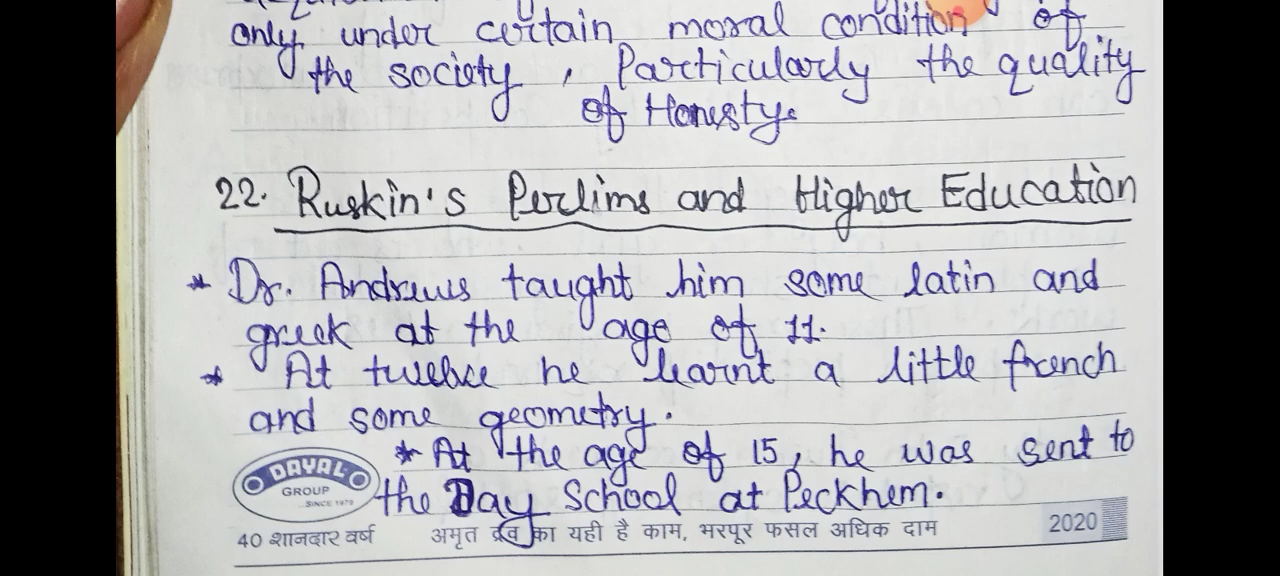 only under certain moral condition of
the society, Particularly the quality
of Honesty.
22. Ruskin's Perlims and Higher Education
* Dr. Andrews taught him some latin and
greek at the age of 11.
* At twelve he learnt a little french
and some geometry.
* At the age of 15, he was sent to
the Day School at Peckhem.
DAYAL
GROUP
SINCE 1979
40 शानदार वर्ष
अमृत द्रव का यही है काम, भरपूर फसल अधिक दाम
2020